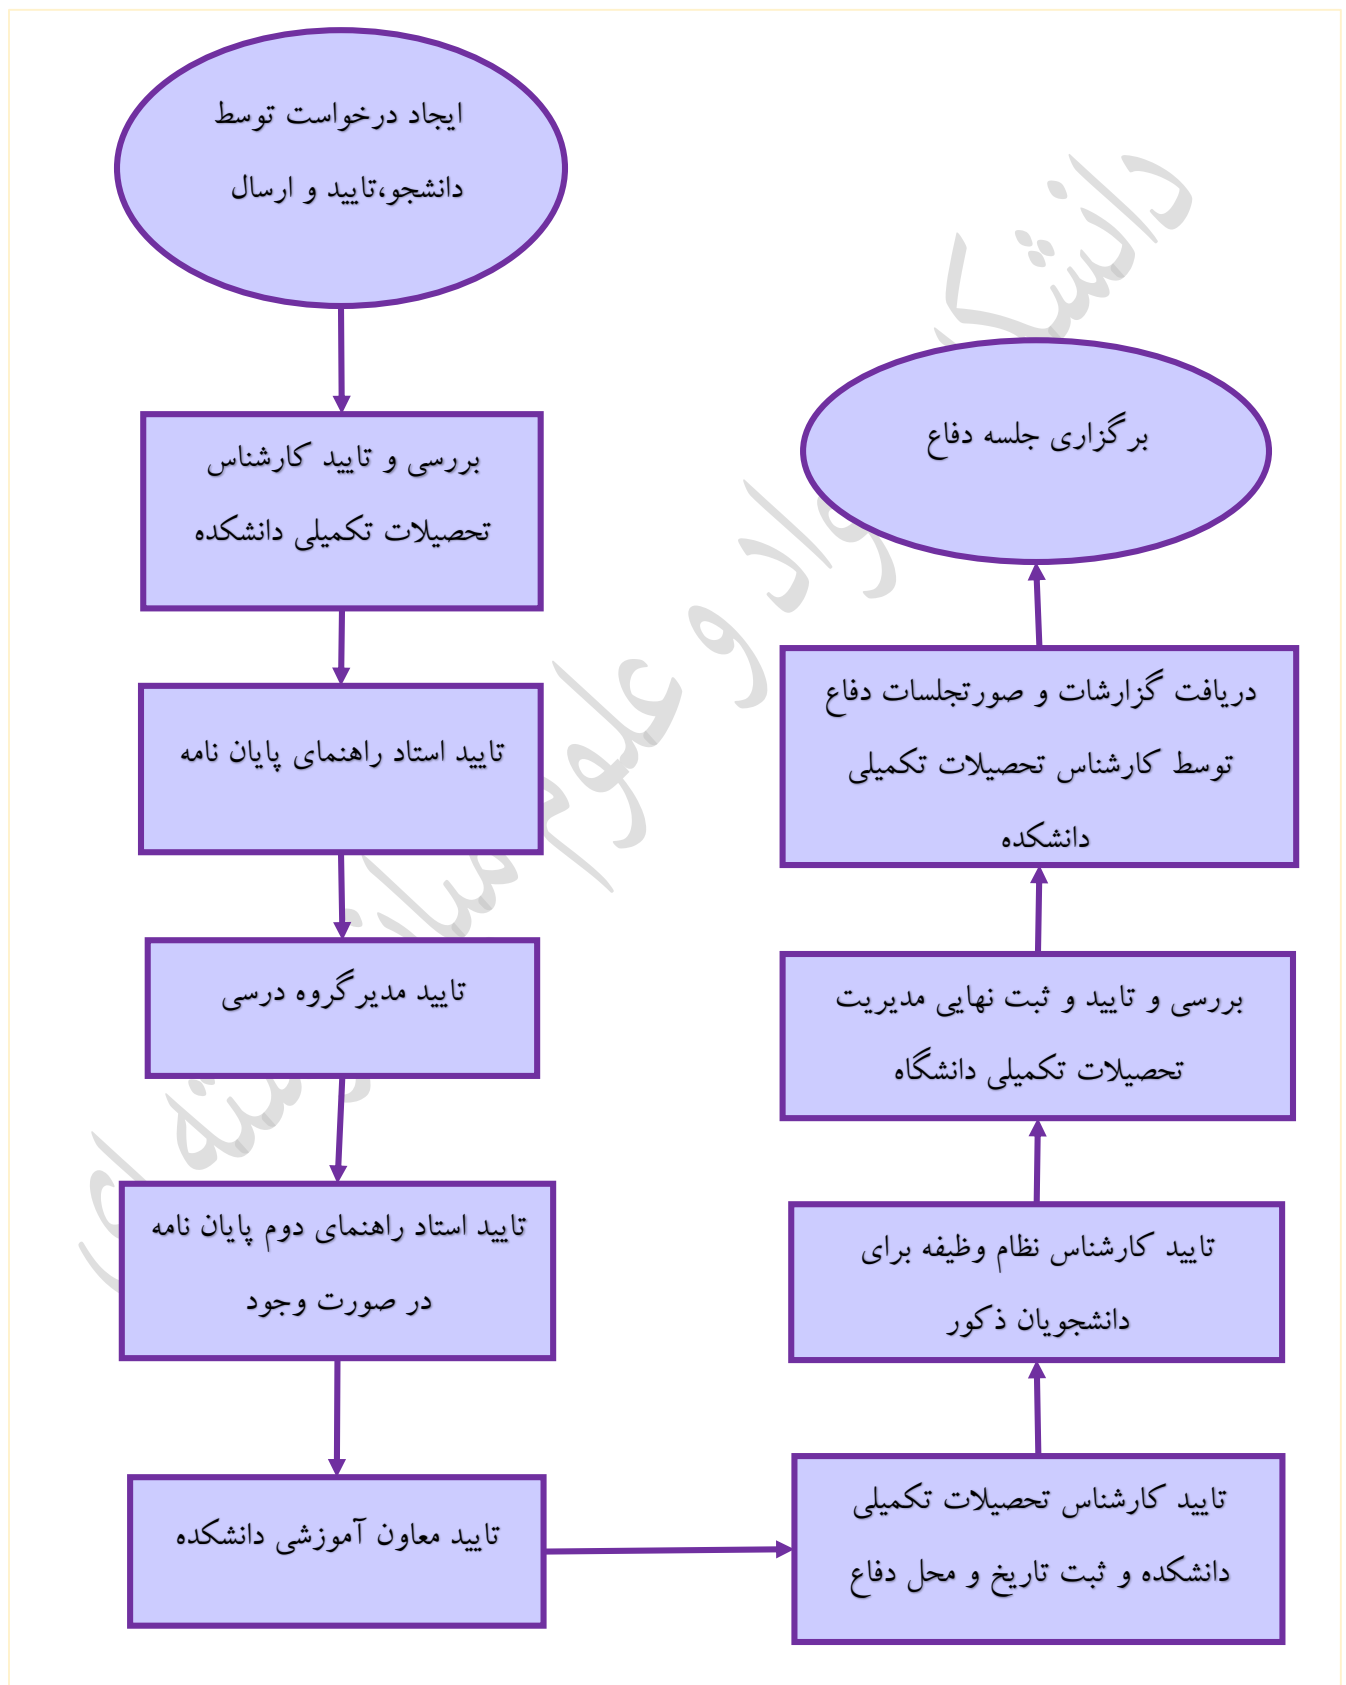 ایجاد درخواست توسط
دانشجو،تایید و ارسال
بررسی و تایید کارشناس
تحصیلات تکمیلی دانشکده
تایید استاد راهنمای پایان نامه
تایید مدیرگروه درسی
تایید استاد راهنمای دوم پایان نامه
در صورت وجود
تایید معاون آموزشی دانشکده
تایید کارشناس تحصیلات تکمیلی
دانشکده و ثبت تاریخ و محل دفاع
تایید کارشناس نظام وظیفه برای
دانشجویان ذکور
بررسی و تایید و ثبت نهایی مدیریت
تحصیلات تکمیلی دانشگاه
دریافت گزارشات و صورتجلسات دفاع
توسط کارشناس تحصیلات تکمیلی
دانشکده
برگزاری جلسه دفاع
و علوم